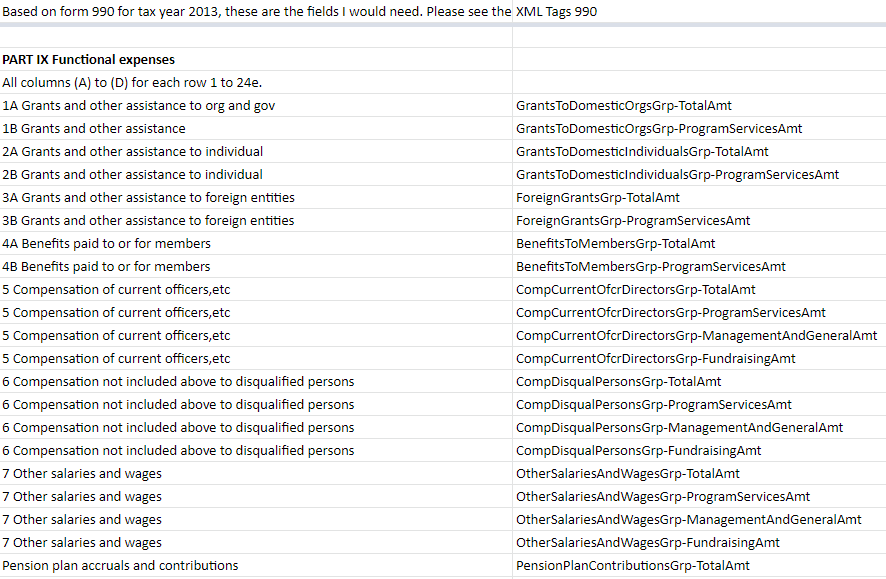 Based on form 990 for tax year 2013, these are the fields I would need. Please see the XML Tags 990
PART IX Functional expenses
All columns (A) to (D) for each row 1 to 24e.
1A Grants and other assistance to org and gov GrantsToDomesticOrgsGrp-TotalAmt
1B Grants and other assistance GrantsToDomesticOrgsGrp-ProgramServicesAmt
2A Grants and other assistance to individual GrantsToDomesticIndividualsGrp-TotalAmt
2B Grants and other assistance to individual GrantsToDomesticIndividualsGrp-ProgramServicesAmt
3A Grants and other assistance to foreign entities ForeignGrantsGrp-TotalAmt
3B Grants and other assistance to foreign entities ForeignGrantsGrp-ProgramServicesAmt
4A Benefits paid to or for members BenefitsToMembersGrp-TotalAmt
4B Benefits paid to or for members BenefitsToMembersGrp-ProgramServicesAmt
5 Compensation of current officers,etc CompCurrentOfcrDirectorsGrp-TotalAmt
5 Compensation of current officers,etc CompCurrentOfcrDirectorsGrp-ProgramServicesAmt
5 Compensation of current officers,etc CompCurrentOfcrDirectorsGrp-ManagementAndGeneralAmt
5 Compensation of current officers,etc CompCurrentOfcrDirectorsGrp-FundraisingAmt
6 Compensation not included above to disqualified persons CompDisqualPersonsGrp-TotalAmt
6 Compensation not included above to disqualified persons CompDisqualPersonsGrp-ProgramServicesAmt
6 Compensation not included above to disqualified persons CompDisqualPersonsGrp-ManagementAndGeneralAmt
6 Compensation not included above to disqualified persons CompDisqualPersonsGrp-FundraisingAmt
7 Other salaries and wages OtherSalariesAndWagesGrp-TotalAmt
7 Other salaries and wages OtherSalariesAndWagesGrp-ProgramServicesAmt
7 Other salaries and wages OtherSalariesAndWagesGrp-ManagementAndGeneralAmt
7 Other salaries and wages OtherSalariesAndWagesGrp-FundraisingAmt
Pension plan accruals and contributions PensionPlanContributionsGrp-TotalAmt